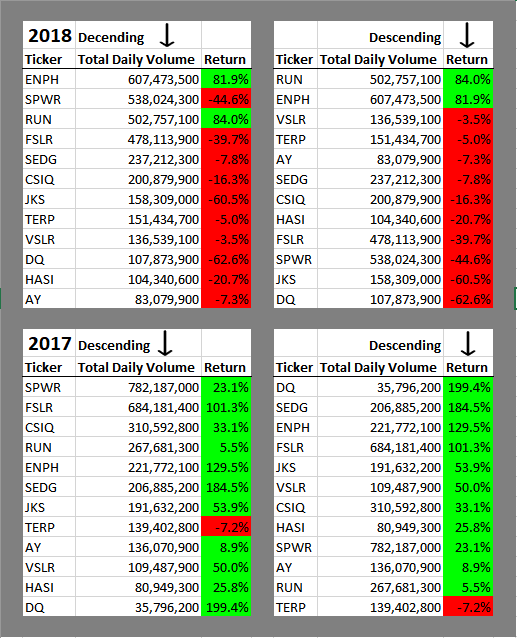 2018 Decending
Ticker Total Daily Volume Return
ENPH 607,473,500 81.9%
SPWR 538,024,300 -44.6%
RUN 502,757,100 84.0%
FSLR 478,113,900 -39.7%
SEDG 237,212,300 -7.8%
CSIQ 200,879,900 -16.3%
JKS 158,309,000 -60.5%
TERP 151,434,700 -5.0%
VSLR 136,539,100 -3.5%
DQ 107,873,900 -62.6%
HASI 104,340,600 -20.7%
AY 83,079,900 -7.3%
Descending
Ticker Total Daily Volume Return
RUN 502,757,100 84.0%
ENPH 607,473,500 81.9%
VSLR 136,539,100 -3.5%
TERP 151,434,700 -5.0%
AY 83,079,900 -7.3%
SEDG 237,212,300 -7.8%
CSIQ 200,879,900 -16.3%
HASI 104,340,600 -20.7%
FSLR 478,113,900 -39.7%
SPWR 538,024,300 -44.6%
JKS 158,309,000 -60.5%
DQ 107,873,900 -62.6%
2017 Descending
Ticker Total Daily Volume Return
SPWR 782,187,000 23.1%
FSLR 684,181,400 101.3%
CSIQ 310,592,800 33.1%
RUN 267,681,300 5.5%
ENPH 221,772,100 129.5%
SEDG 206,885,200 184.5%
JKS 191,632,200 53.9%
TERP 139,402,800 -7.2%
AY 136,070,900 8.9%
VSLR 109,487,900 50.0%
HASI 80,949,300 25.8%
DQ 35,796,200 199.4%
Descending
Ticker Total Daily Volume Return
DQ 35,796,200 199.4%
SEDG 206,885,200 184.5%
ENPH 221,772,100 129.5%
FSLR 684,181,400 101.3%
JKS 191,632,200 53.9%
VSLR 109,487,900 50.0%
CSIQ 310,592,800 33.1%
HASI 80,949,300 25.8%
SPWR 782,187,000 23.1%
AY 136,070,900 8.9%
RUN 267,681,300 5.5%
TERP 139,402,800 -7.2%